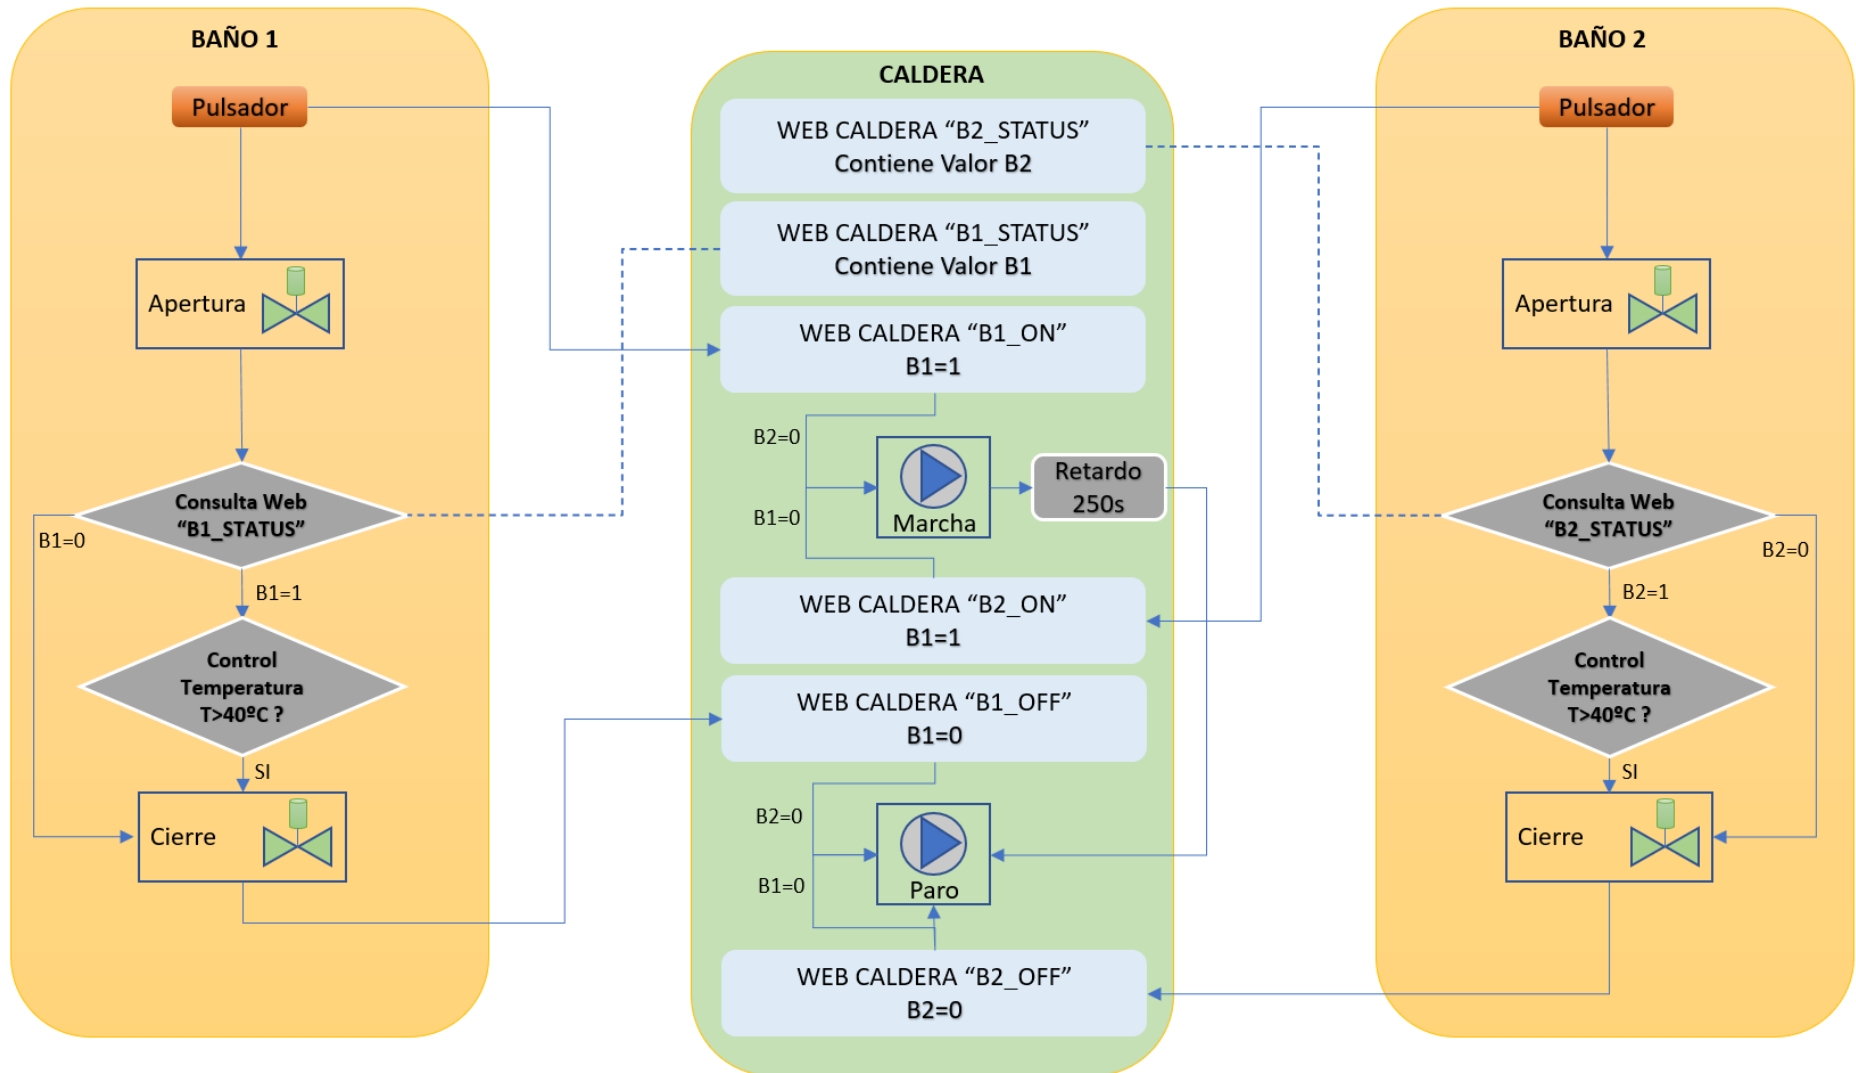 BAÑO 1
Pulsador
Apertura
Consulta Web
“B1_STATUS”
B1=0
B1=1
Control
Temperatura
T>40ºC ?
SI
Cierre
CALDERA
WEB CALDERA “B2_STATUS”
Contiene Valor B2
WEB CALDERA “B1_STATUS”
Contiene Valor B1
WEB CALDERA “B1_ON”
B1=1
B2=0
Marcha
Retardo
250s
B1=0
WEB CALDERA “B2_ON”
B1=1
WEB CALDERA “B1_OFF”
B1=0
B2=0
Paro
B1=0
WEB CALDERA “B2_OFF”
B2=0
BAÑO 2
Pulsador
Apertura
Consulta Web
“B2_STATUS”
B2=0
B2=1
Control
Temperatura
T>40ºC ?
SI
Cierre